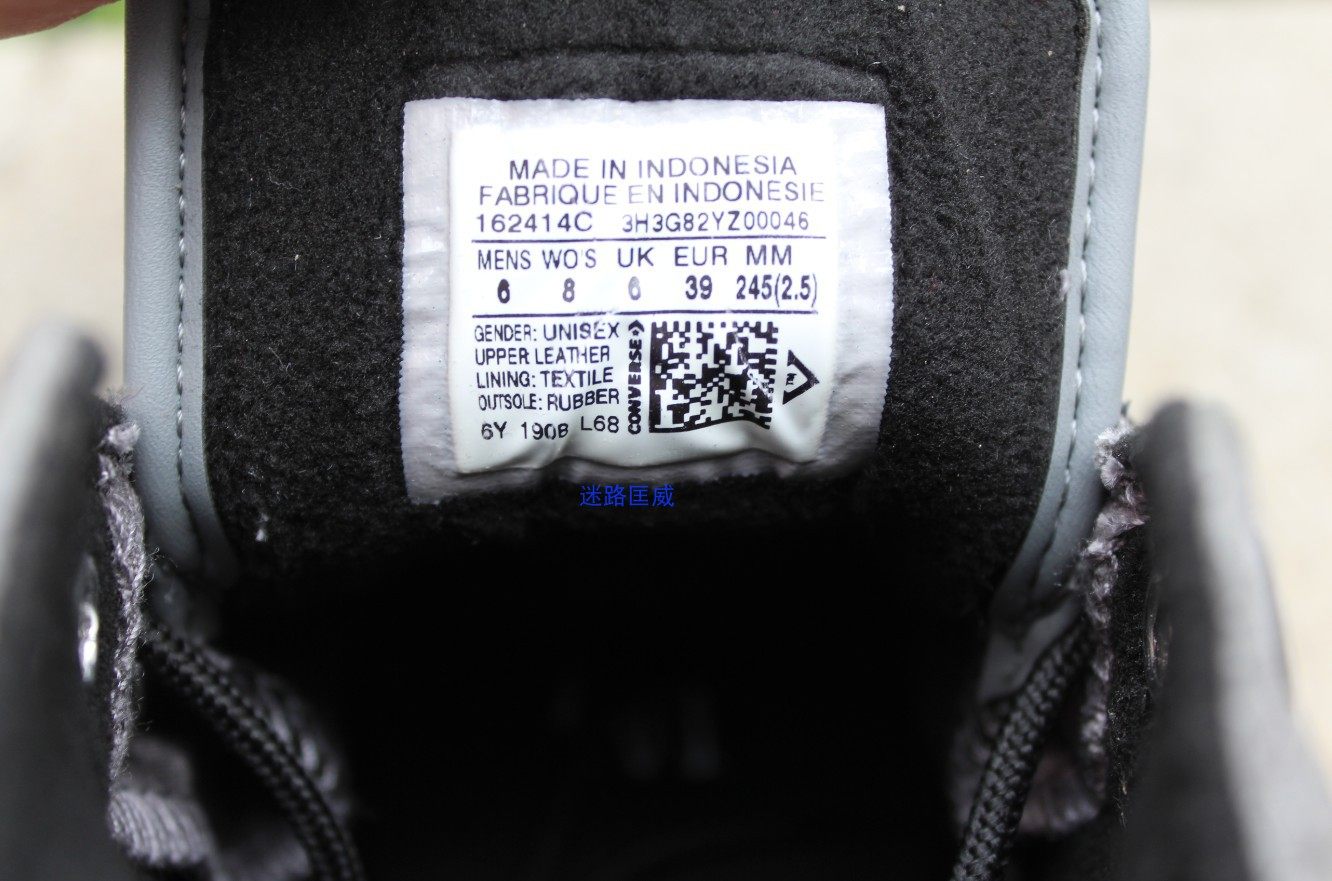 MADE IN INDONESIA
FABRIQUE EN INDONESIE
162414C 3H3G82YZ00046
MENS WO'S UK EUR MM
6 8 6 39 245(2.5)
GENDER: UNISEX
UPPER LEATHER
LINING: TEXTILE
OUTSOLE: RUBBER
6Y 190B L68
CONVERSE
迷路匡威